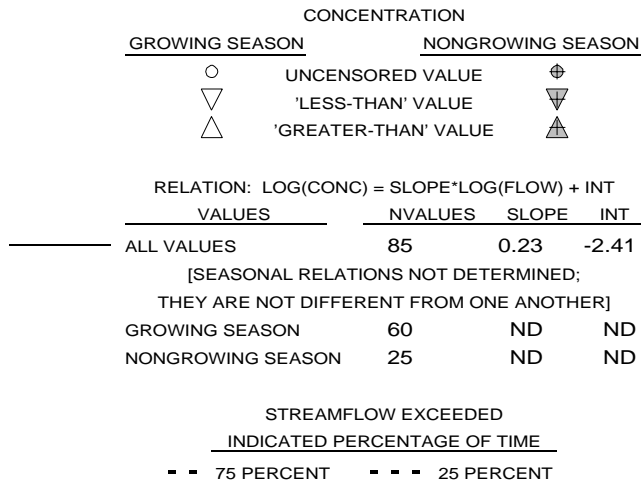 CONCENTRATION
GROWING SEASON NONGROWING SEASON
UNCENSORED VALUE
'LESS-THAN' VALUE
'GREATER-THAN' VALUE
RELATION: LOG(CONC) = SLOPE*LOG(FLOW) + INT
VALUES NVALUES SLOPE INT
ALL VALUES 85 0.23 -2.41
[SEASONAL RELATIONS NOT DETERMINED;
THEY ARE NOT DIFFERENT FROM ONE ANOTHER]
GROWING SEASON 60 ND ND
NONGROWING SEASON 25 ND ND
STREAMFLOW EXCEEDED
INDICATED PERCENTAGE OF TIME
75 PERCENT 25 PERCENT